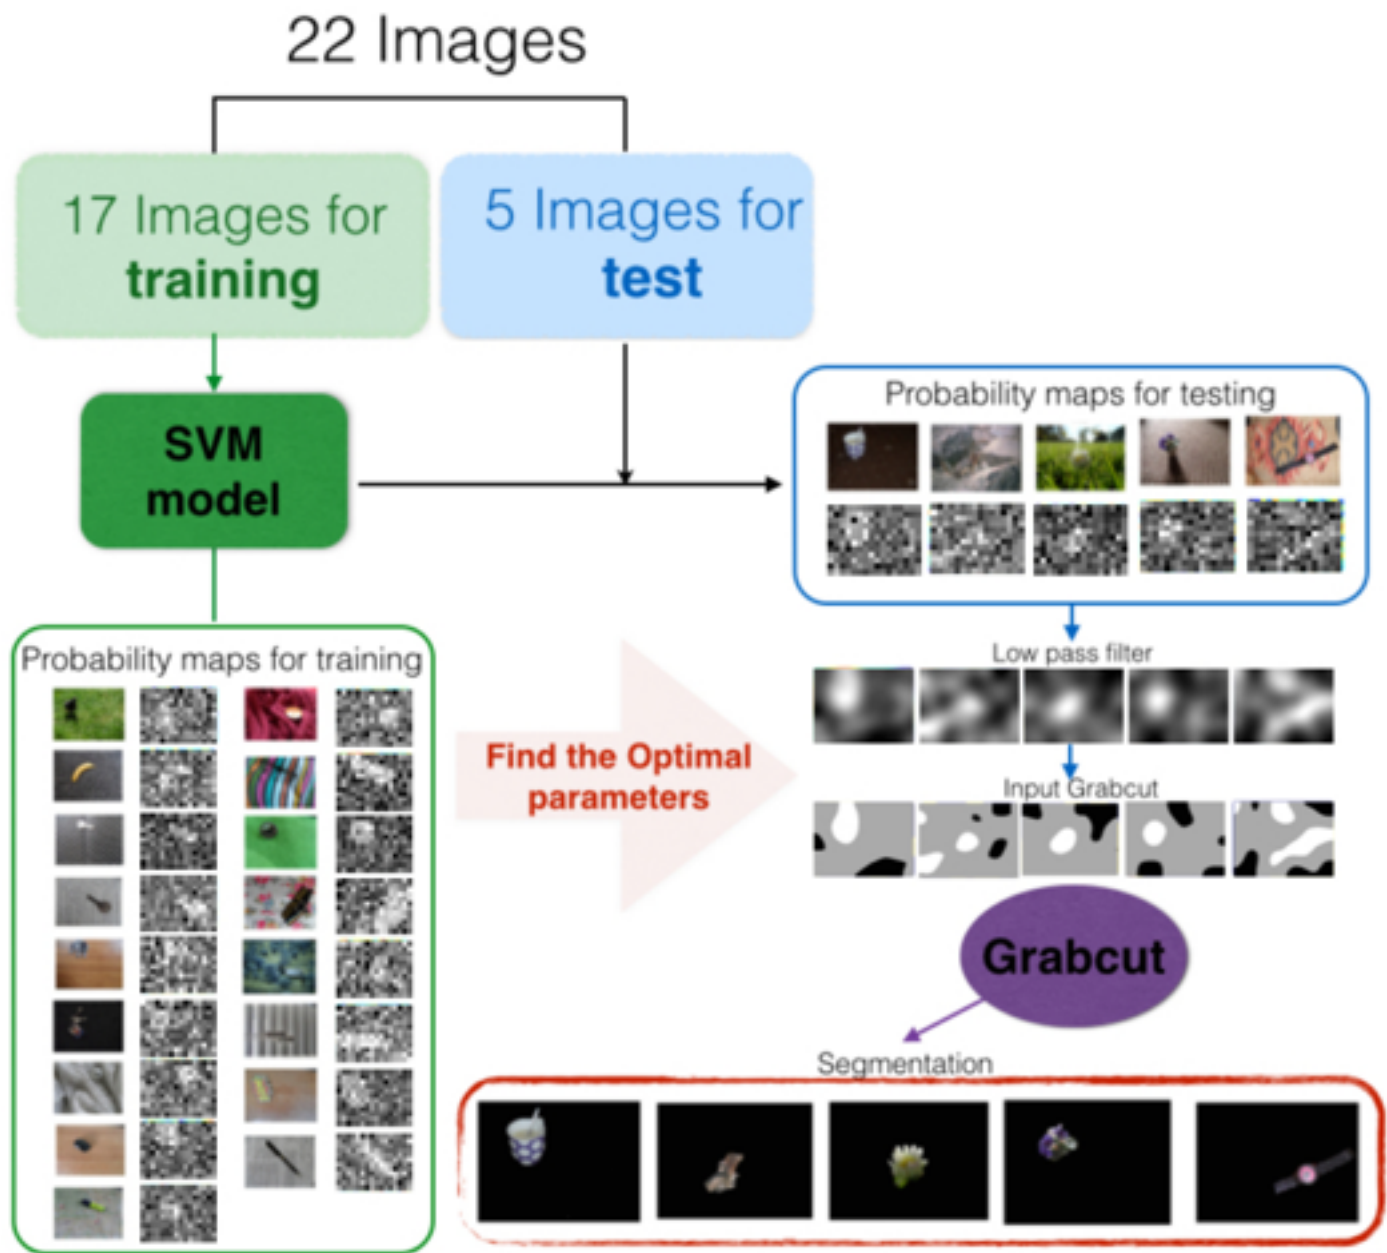 22 Images
17 Images for
training
5 Images for
test
SVM
model
Probability maps for testing
Low pass filter
Probability maps for training
Find the Optimal
parameters
Input Grabcut
Grabcut
Segmentation